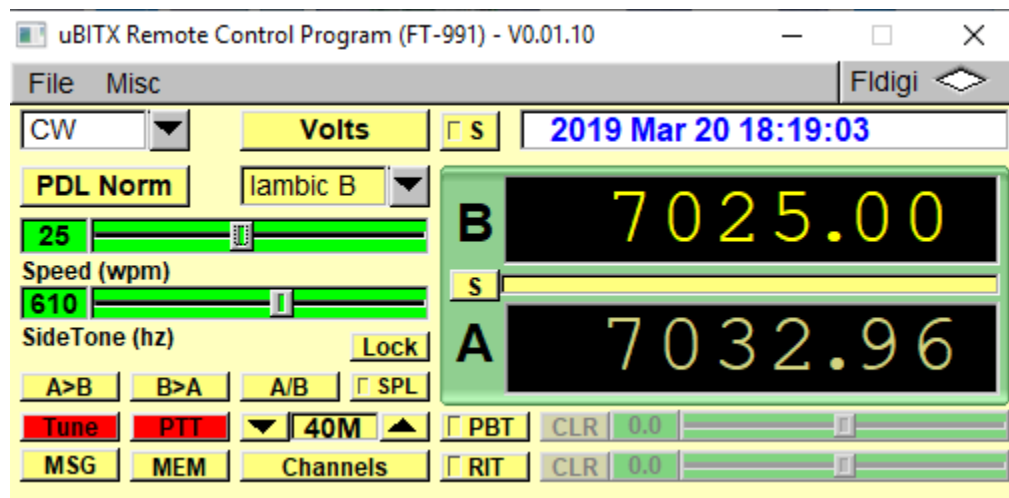 uBITX Remote Control Program (FT-991) - V0.01.10
File Misc Fldigi
CW Volts S 2019 Mar 20 18:19:03
PDL Norm Iambic B
B 7025.00
25
Speed (wpm)
S
610
SideTone (hz)
Lock
A 7032.96
A>B B>A A/B SPL
Tune PTT 40M PBT CLR 0.0
MSG MEM Channels RIT CLR 0.0